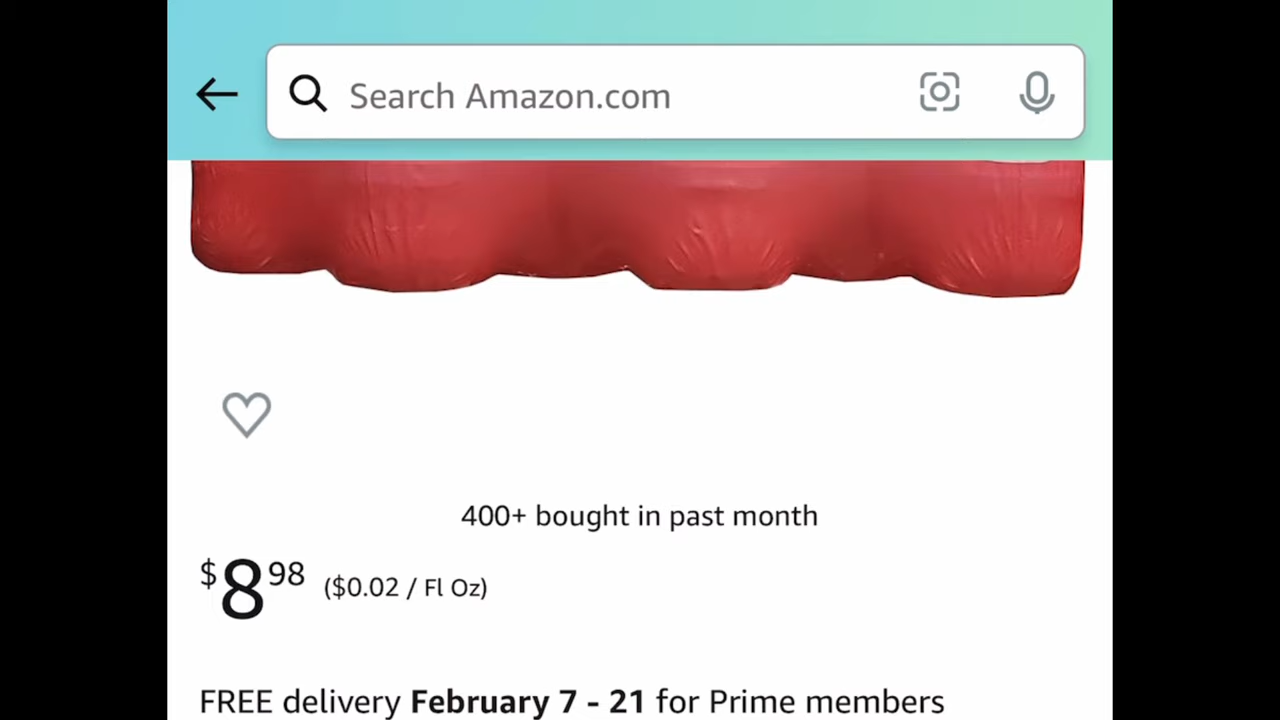 Search Amazon.com
400+ bought in past month
$8 98 ($0.02 / Fl Oz)
FREE delivery February 7 - 21 for Prime members